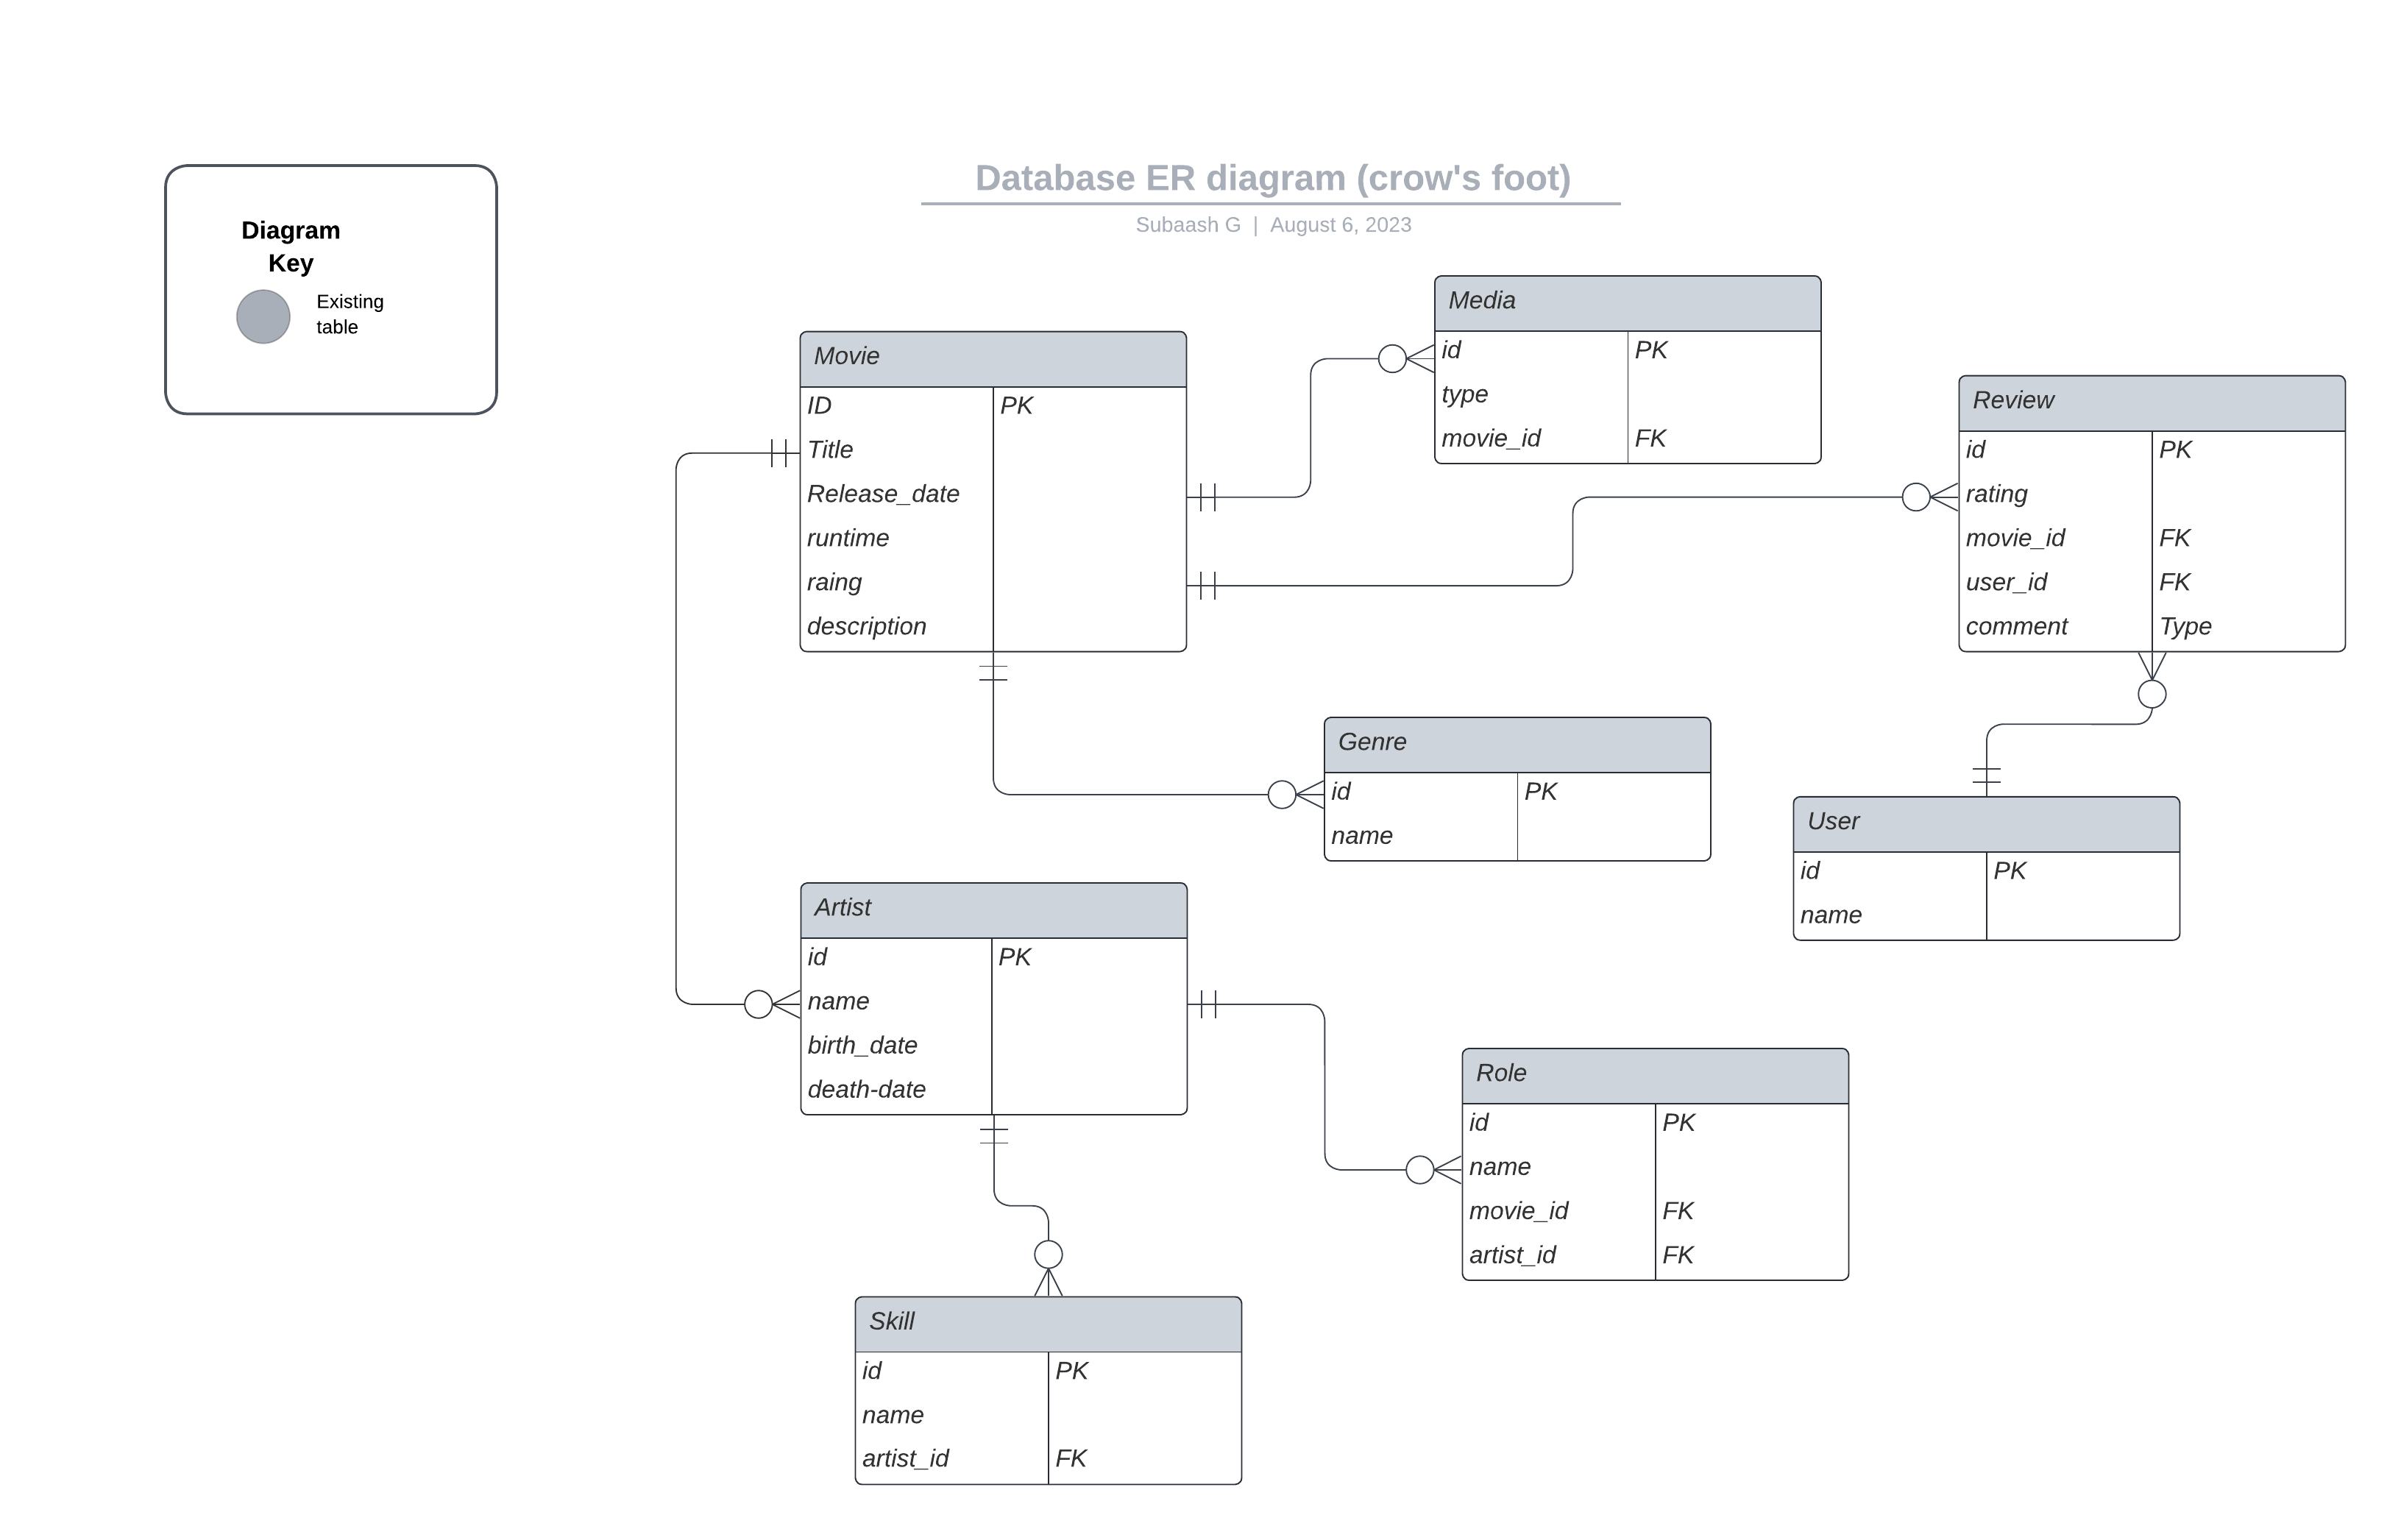 Database ER diagram (crow's foot)
Subaash G | August 6, 2023
Diagram
Key
Existing
table
Movie
ID PK
Title
Release_date
runtime
raing
description
Media
id PK
type
movie_id FK
Review
id PK
rating
movie_id FK
user_id FK
comment Type
Genre
id PK
name
User
id PK
name
Artist
id PK
name
birth_date
death-date
Role
id PK
name
movie_id FK
artist_id FK
Skill
id PK
name
artist_id FK